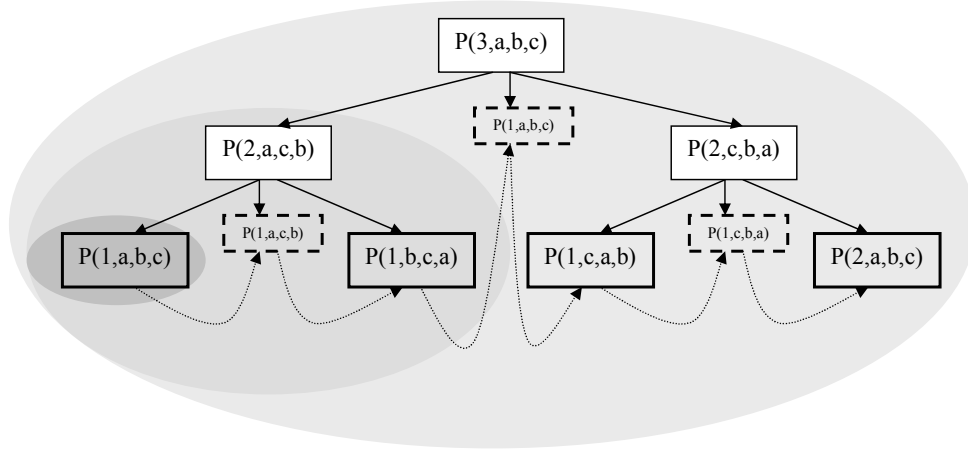 P(3,a,b,c)
P(1,a,b,c)
P(2,a,c,b)
P(2,c,b,a)
P(1,a,b,c)
P(1,a,c,b)
P(1,b,c,a)
P(1,c,a,b)
P(1,c,b,a)
P(2,a,b,c)